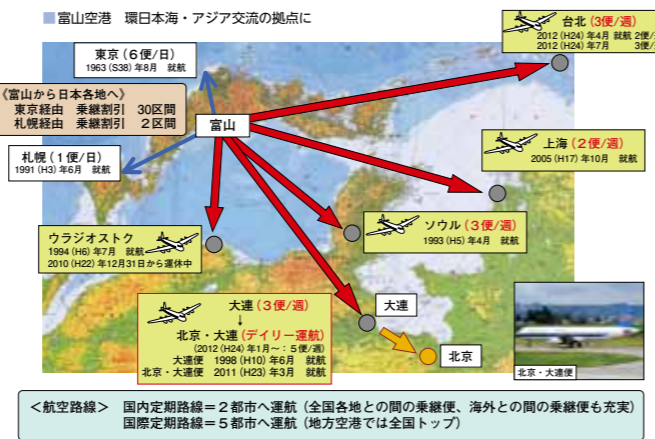 ■富山空港　環日本海・アジア交流の拠点に
台北（3便/週）
2012 (H24) 年4月 就航 2便/
2012 (H24) 年7月　　　3便/
東京（６便/日）
1963 (S38) 年8月　就航
《富山から日本各地へ》
東京経由　乗継割引　30区間
札幌経由　乗継割引　２区間
富山
札幌（１便/日）
1991 (H3) 年6月　就航
上海（２便/週）
2005 (H17) 年10月　就航
ソウル（３便/週）
1993 (H5) 年4月　就航
ウラジオストク
1994 (H6) 年7月　就航
2010 (H22) 年12月31日から運休中
大連（３便/週）
↓
北京・大連（デイリー運航）
(2012 (H24) 年1月～：５便/週)
大連便　1998 (H10) 年6月　就航
北京・大連便　2011 (H23) 年3月　就航
大連
北京
北京・大連便
＜航空路線＞　国内定期路線＝２都市へ運航（全国各地との間の乗継便、海外との間の乗継便も充実）
国際定期路線＝５都市へ運航（地方空港では全国トップ）